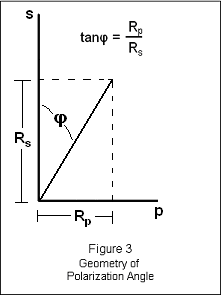 s
tanφ = Rp/Rs
φ
Rs
Rp
p
Figure 3
Geometry of
Polarization Angle